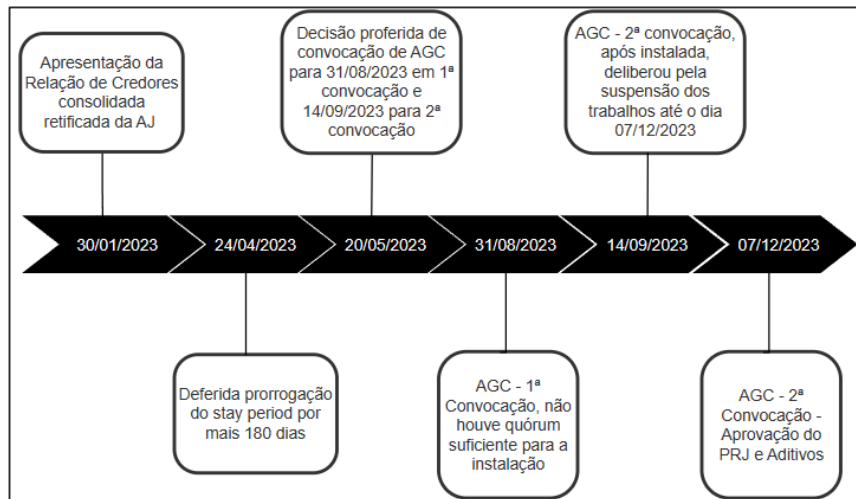 Apresentação da
Relação de Credores
consolidada
retificada da AJ
Decisão proferida de
convocação de AGC
para 31/08/2023 em 1ª
convocação e
14/09/2023 para 2ª
convocação
AGC - 2ª convocação,
após instalada,
deliberou pela
suspensão dos
trabalhos até o dia
07/12/2023
30/01/2023
24/04/2023
20/05/2023
31/08/2023
14/09/2023
07/12/2023
Deferida prorrogação
do stay period por
mais 180 dias
AGC - 1ª
Convocação, não
houve quórum
suficiente para a
instalação
AGC - 2ª
Convocação -
Aprovação do
PRJ e Aditivos